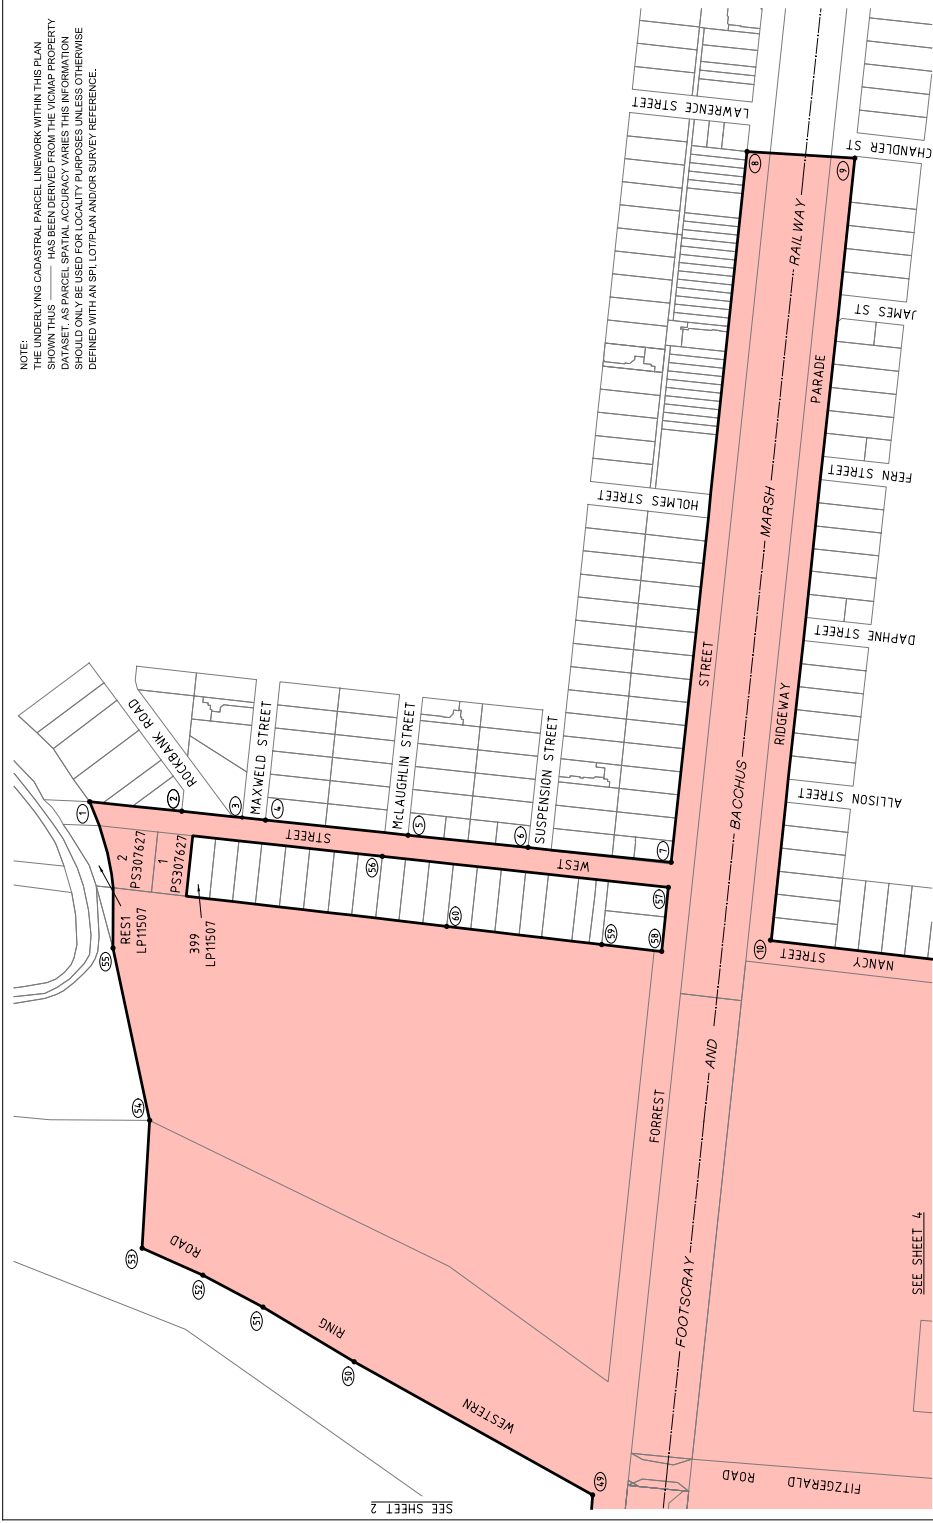 NOTE:
THE UNDERLYING CADASTRAL PARCEL LINEWORK WITHIN THIS PLAN
SHOWN THUS ——— HAS BEEN DERIVED FROM THE VICMAP PROPERTY
DATASET. AS PARCEL SPATIAL ACCURACY VARIES THIS INFORMATION
SHOULD ONLY BE USED FOR LOCALITY PURPOSES UNLESS OTHERWISE
DEFINED WITH AN SPI, LOT/PLAN AND/OR SURVEY REFERENCE.
LAWRENCE STREET
CHANDLER ST
8
9
RAILWAY
JAMES ST
PARADE
FERN STREET
HOLMES STREET
MARSH
DAPHNE STREET
STREET
RIDGEWAY
BACCHUS
ALLISON STREET
ROCKBANK ROAD
MAXWELD STREET
McLAUGHLIN STREET
SUSPENSION STREET
1
2
3
4
5
6
7
STREET
WEST
2
PS307627
1
PS307627
RES1
LP11507
399
LP11507
56
57
58
59
60
10
NANCY STREET
55
54
53
52
51
50
49
FORREST
AND
FOOTSCRAY
WESTERN
RING
ROAD
FITZGERALD ROAD
SEE SHEET 4
SEE SHEET 2